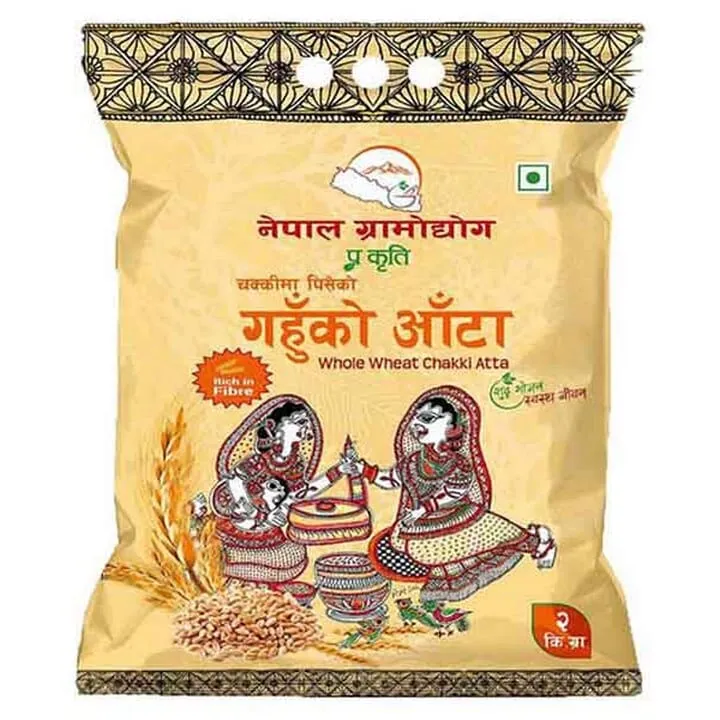 नेपाल ग्रामोद्योग
प्रकृति
चक्कीमा पिसेको
गहुँको आँटा
Whole Wheat Chakki Atta
Rich in
Fibre
शुद्ध भोजन
स्वस्थ जीवन
२
कि.ग्रा